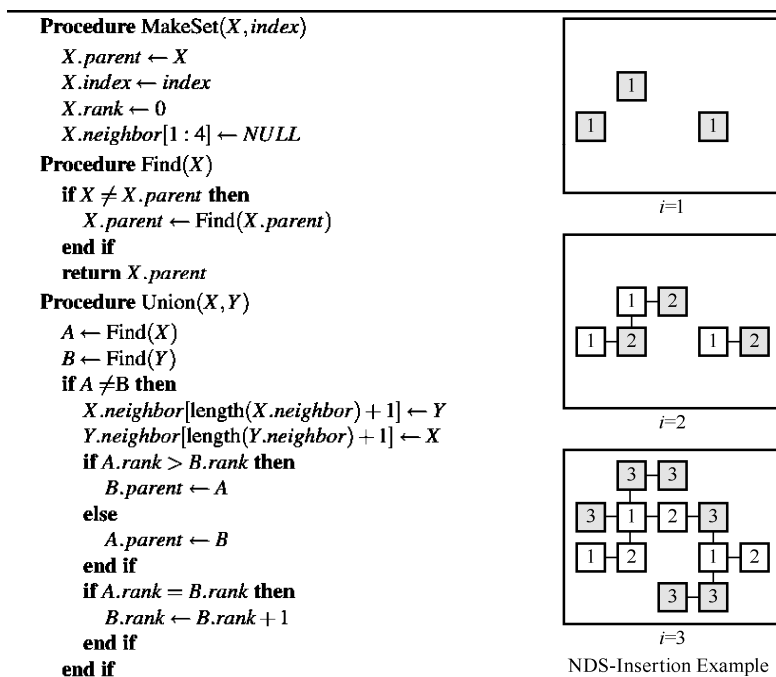 Procedure MakeSet(X,index)
X.parent ← X
X.index ← index
X.rank ← 0
X.neighbor[1 : 4] ← NULL
Procedure Find(X)
if X ≠ X.parent then
X.parent ← Find(X.parent)
end if
return X.parent
Procedure Union(X,Y)
A ← Find(X)
B ← Find(Y)
if A ≠B then
X.neighbor[length(X.neighbor) + 1] ← Y
Y.neighbor[length(Y.neighbor) + 1] ← X
if A.rank > B.rank then
B.parent ← A
else
A.parent ← B
end if
if A.rank = B.rank then
B.rank ← B.rank + 1
end if
end if
1
1 1
i=1
1 2
1 2 1 2
i=2
3 3
3 1 2 3
1 2 1 2
3 3
i=3
NDS-Insertion Example